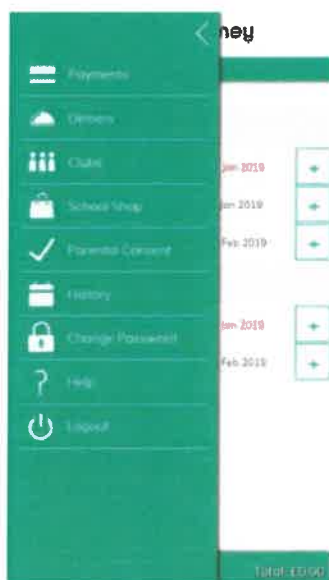 ney
Payments
Dinners
Clubs
School Shop
Parental Consent
History
Change Password
Help
Logout
Jan 2019
Jan 2019
Feb 2019
Jan 2019
Feb 2019
Total: £0.00